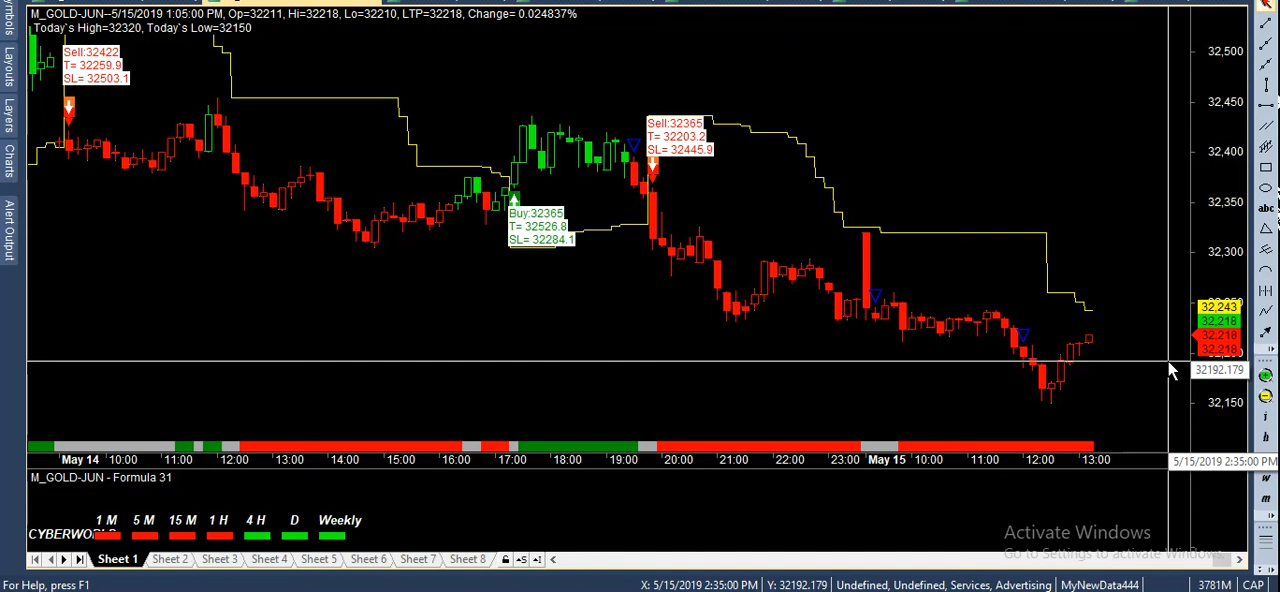 M_GOLD-JUN--5/15/2019 1:05:00 PM, Op=32211, Hi=32218, Lo=32210, LTP=32218, Change= 0.024837%
Today`s High=32320, Today`s Low=32150
Layouts
Layers
Charts
Alert Output
Sell:32422
T= 32259.9
SL= 32503.1
Buy:32365
T= 32526.8
SL= 32284.1
Sell:32365
T= 32203.2
SL= 32445.9
32,500
32,450
32,400
32,350
32,300
32,243
32,218
32,218
32,218
32192.179
32,150
abc
May 14 10:00 11:00 12:00 13:00 14:00 15:00 16:00 17:00 18:00 19:00 20:00 21:00 22:00 23:00 May 15 10:00 11:00 12:00 13:00
5/15/2019 2:35:00 PM
M_GOLD-JUN - Formula 31
1 M 5 M 15 M 1 H 4 H D Weekly
Activate Windows
Go to Settings to activate Windows.
Sheet 1 Sheet 2 Sheet 3 Sheet 4 Sheet 5 Sheet 6 Sheet 7 Sheet 8
For Help, press F1
X: 5/15/2019 2:35:00 PM Y: 32192.179 Undefined, Undefined, Services, Advertising MyNewData444 3781M CAP